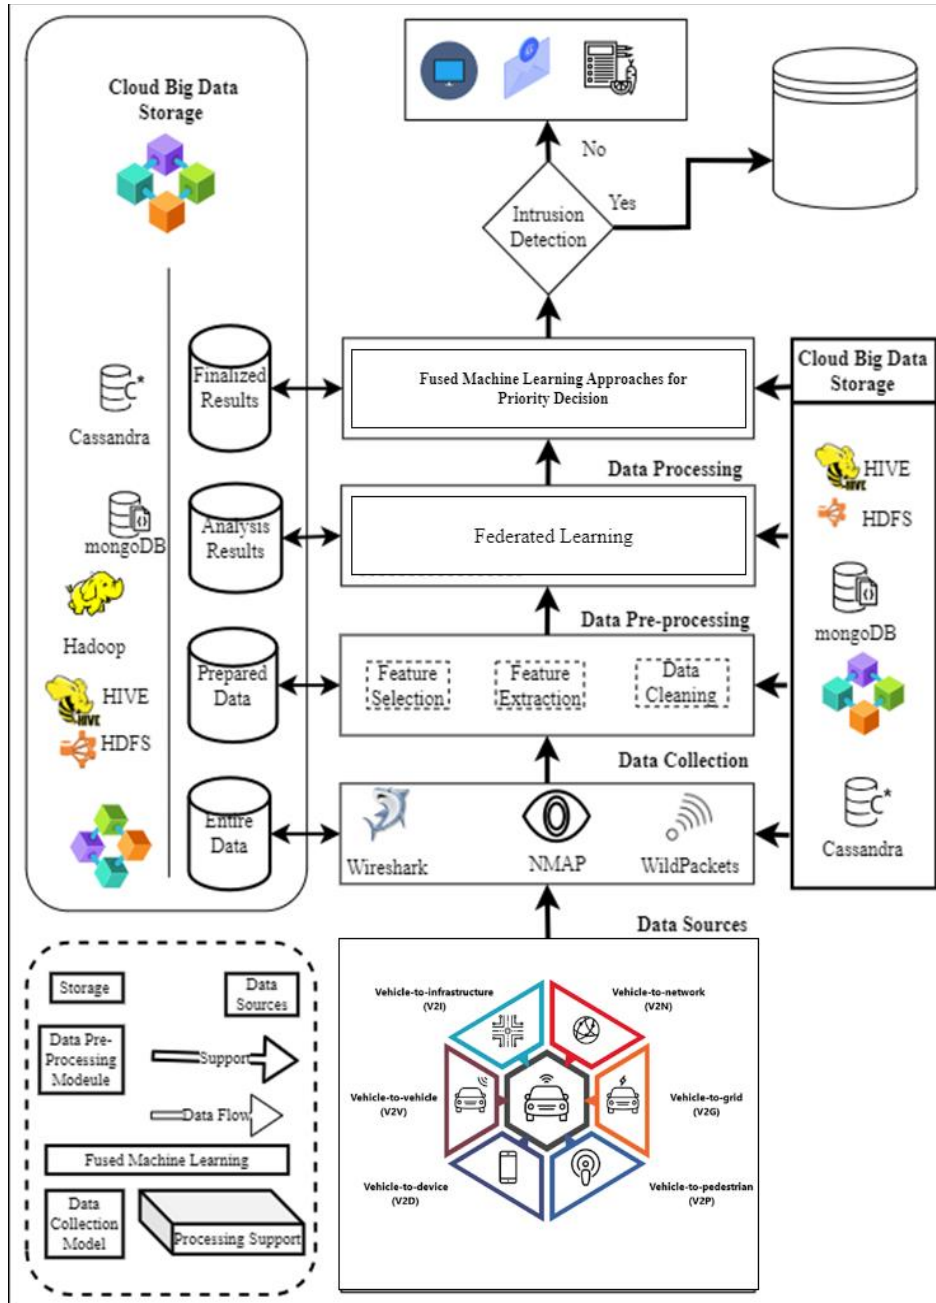 Cloud Big Data
Storage
No
Yes
Intrusion
Detection
Finalized
Results
Cassandra
Fused Machine Learning Approaches for
Priority Decision
Cloud Big Data
Storage
Data Processing
HIVE
HIVE
HDFS
mongoDB
Analysis
Results
Federated Learning
Hadoop
Data Pre-processing
mongoDB
Prepared
Data
Feature
Selection
Feature
Extraction
Data
Cleaning
HIVE
HIVE
HDFS
Data Collection
Entire
Data
Wireshark
NMAP
WildPackets
C*
Cassandra
Data Sources
Storage
Data
Sources
Data Pre-
Processing
Modeule
Support
Data Flow
Fused Machine Learning
Data
Collection
Model
Processing Support
Vehicle-to-infrastructure
(V2I)
Vehicle-to-network
(V2N)
Vehicle-to-vehicle
(V2V)
Vehicle-to-grid
(V2G)
Vehicle-to-device
(V2D)
Vehicle-to-pedestrian
(V2P)